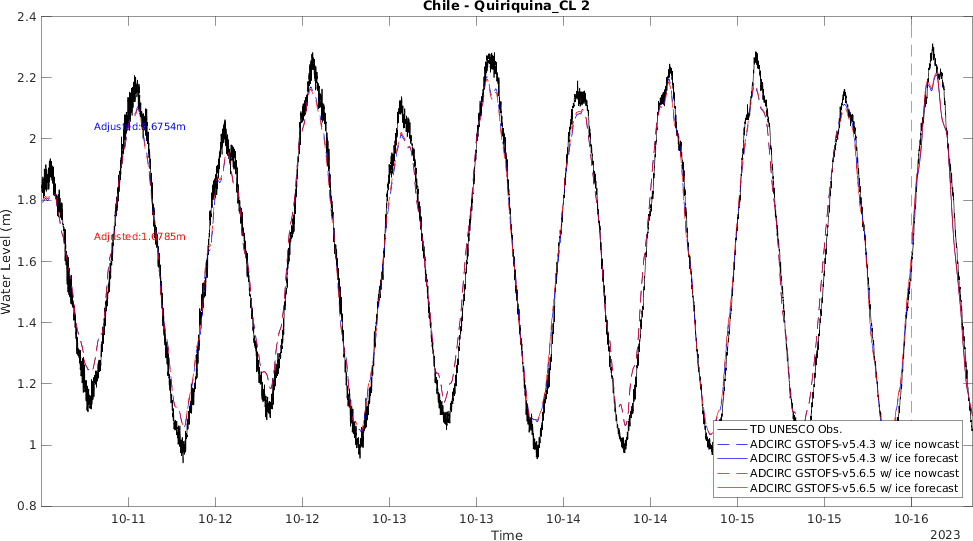 Chile - Quiriquina_CL 2
2.4
2.2
2
1.8
1.6
1.4
1.2
1
0.8
Water Level (m)
Adjusted:1.6785m
TD UNESCO Obs.
ADCIRC GSTOFS-v5.4.3 w/ ice nowcast
ADCIRC GSTOFS-v5.4.3 w/ ice forecast
ADCIRC GSTOFS-v5.6.5 w/ ice nowcast
ADCIRC GSTOFS-v5.6.5 w/ ice forecast
10-11 10-12 10-12 10-13 10-13 10-14 10-14 10-15 10-15 10-16
Time
2023